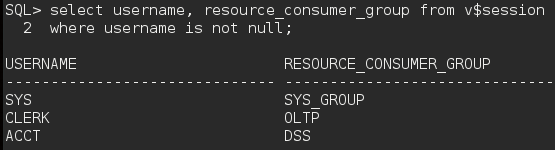 SQL> select username, resource_consumer_group from v$session
2 where username is not null;
USERNAME RESOURCE_CONSUMER_GROUP
------------------------------ ------------------------------
SYS SYS_GROUP
CLERK OLTP
ACCT DSS